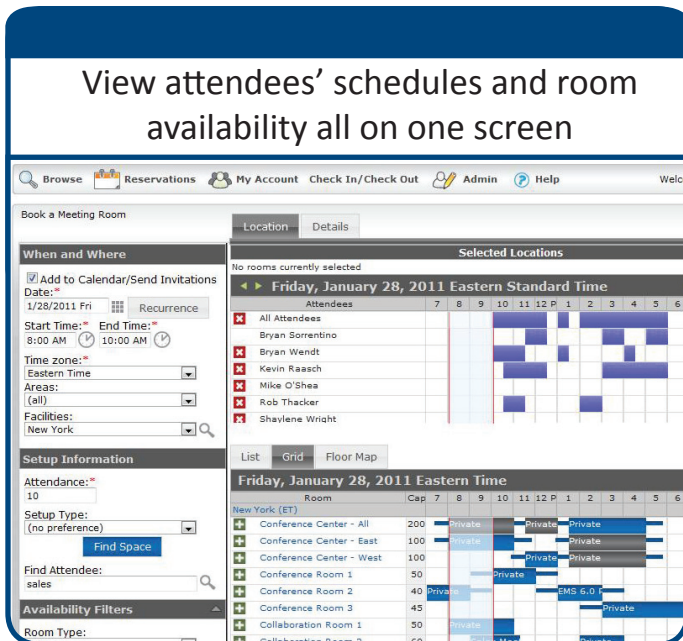 View attendees’ schedules and room
availability all on one screen
Browse Reservations My Account Check In/Check Out Admin Help Welc
Book a Meeting Room
Location Details
When and Where
Add to Calendar/Send Invitations
Date:*
1/28/2011 Fri Recurrence
Start Time:* End Time:*
8:00 AM 10:00 AM
Time zone:*
Eastern Time
Areas:
(all)
Facilities:
New York
Setup Information
Attendance:*
10
Setup Type:
(no preference)
Find Space
Find Attendee:
sales
Availability Filters
Room Type:
Selected Locations
No rooms currently selected
Friday, January 28, 2011 Eastern Standard Time
Attendees 7 8 9 10 11 12 P 1 2 3 4 5 6
All Attendees
Bryan Sorrentino
Bryan Wendt
Kevin Raasch
Mike O'Shea
Rob Thacker
Shaylene Wright
List Grid Floor Map
Friday, January 28, 2011 Eastern Time
Room Cap 7 8 9 10 11 12 P 1 2 3 4 5 6
New York (ET)
Conference Center - All 200 Private Private Private
Conference Center - East 100 Private Private
Conference Center - West 100 Private Private
Conference Room 1 50 Private
Conference Room 2 40 Private EMS 6.0
Conference Room 3 45 Private
Collaboration Room 1 50 Private
Collaboration Room 2 60 Private